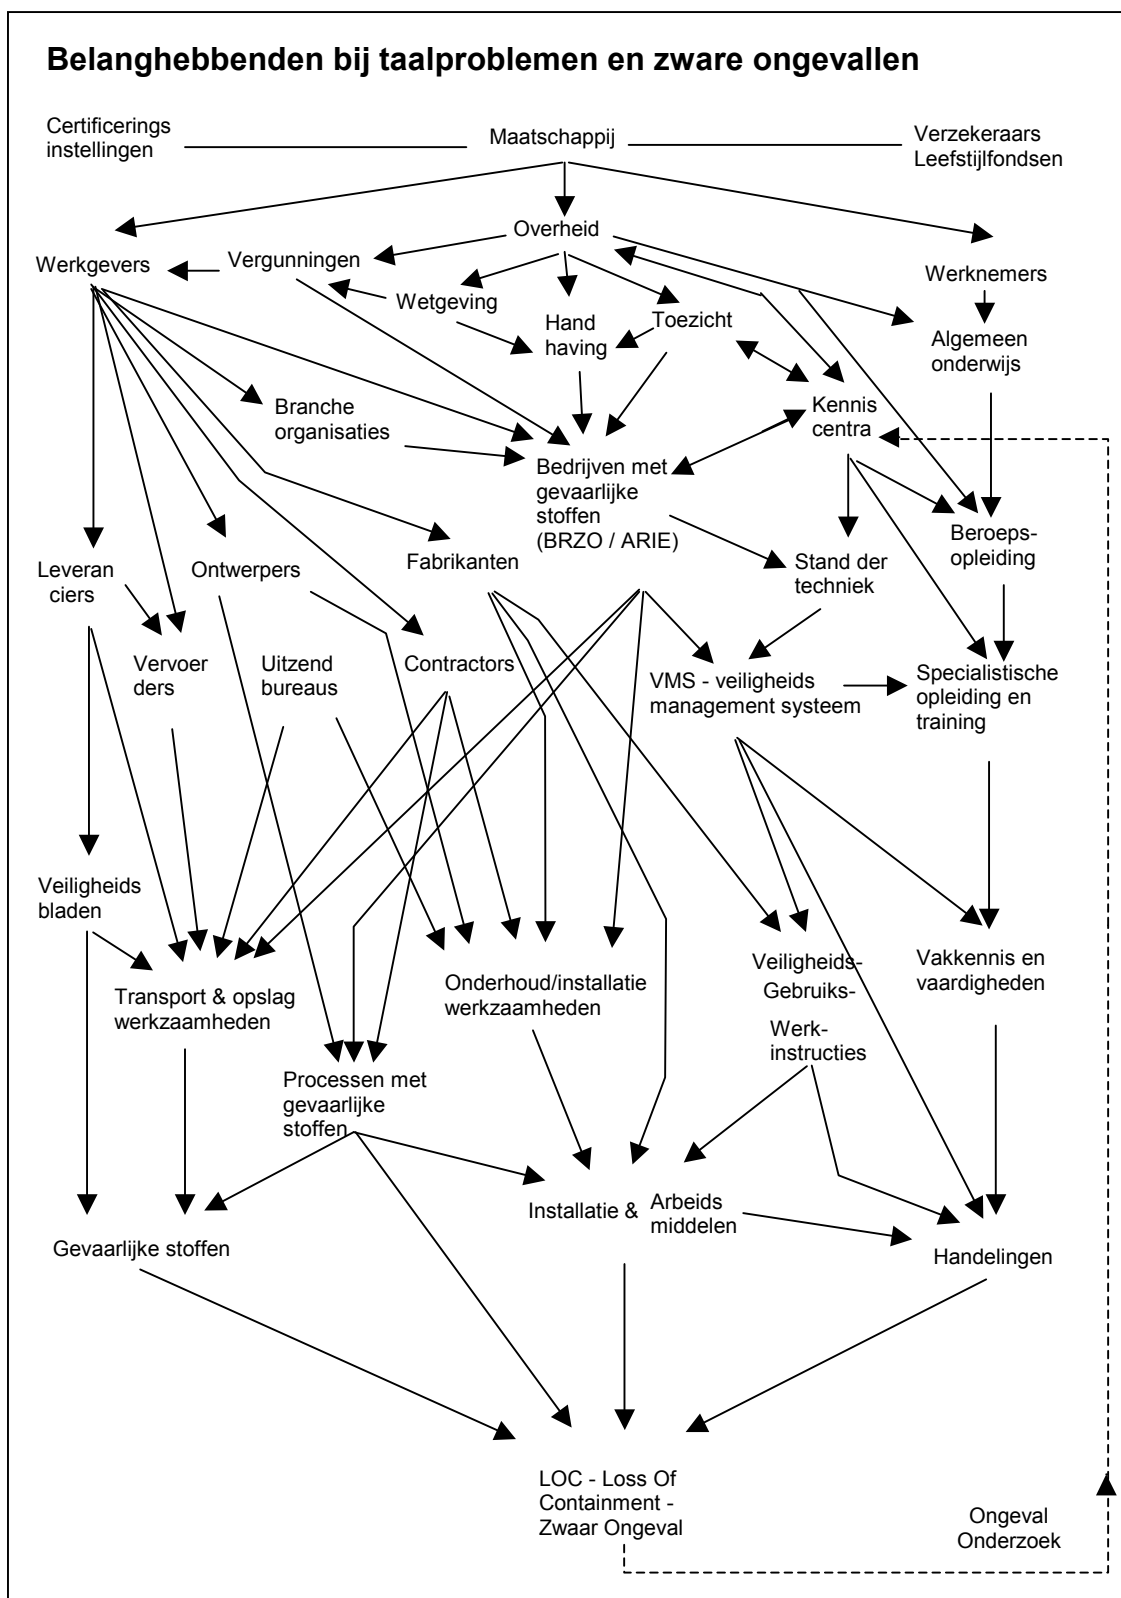 Belanghebbenden bij taalproblemen en zware ongevallen
Certificerings
instellingen
Maatschappij
Verzekeraars
Leefstijlfondsen
Overheid
Werkgevers
Vergunningen
Werknemers
Wetgeving
Hand
having
Toezicht
Algemeen
onderwijs
Branche
organisaties
Kennis
centra
Bedrijven met
gevaarlijke
stoffen
(BRZO / ARIE)
Beroeps-
opleiding
Leveran
ciers
Ontwerpers
Fabrikanten
Stand der
techniek
Vervoer
ders
Uitzend
bureaus
Contractors
VMS - veiligheids
management systeem
Specialistische
opleiding en
training
Veiligheids
bladen
Transport & opslag
werkzaamheden
Onderhoud/installatie
werkzaamheden
Veiligheids-
Gebruiks-
Werk-
instructies
Vakkennis en
vaardigheden
Processen met
gevaarlijke
stoffen
Installatie &
Arbeids
middelen
Gevaarlijke stoffen
Handelingen
LOC - Loss Of
Containment -
Zwaar Ongeval
Ongeval
Onderzoek